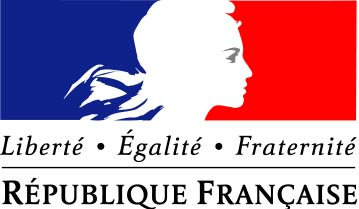 Liberté • Égalité • Fraternité
RÉPUBLIQUE FRANÇAISE